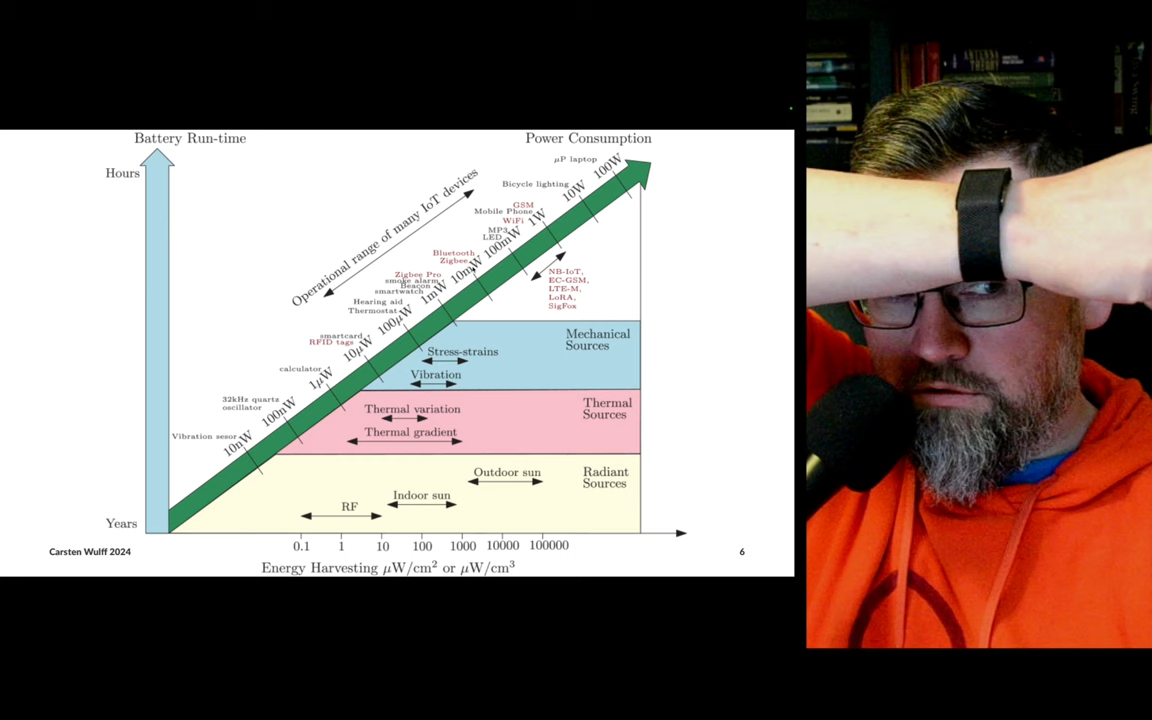 Battery Run-time
Power Consumption
Hours
Years
Operational range of many IoT devices
100W
10W
1W
100mW
10mW
1mW
100µW
10µW
1µW
100nW
10nW
µP laptop
Bicycle lighting
GSM
Mobile Phone
WiFi
MP3
LED
Bluetooth
Zigbee
Zigbee Pro
smoke alarm
Beacon
smartwatch
Hearing aid
Thermostat
smartcard
RFID tags
calculator
32kHz quartz
oscillator
Vibration sesor
NB-IoT,
EC-GSM,
LTE-M,
LoRA,
SigFox
Mechanical
Sources
Stress-strains
Vibration
Thermal
Sources
Thermal variation
Thermal gradient
Radiant
Sources
Outdoor sun
Indoor sun
RF
0.1 1 10 100 1000 10000 100000
Energy Harvesting µW/cm² or µW/cm³
Carsten Wulff 2024
6
ANTENNA
THEORY